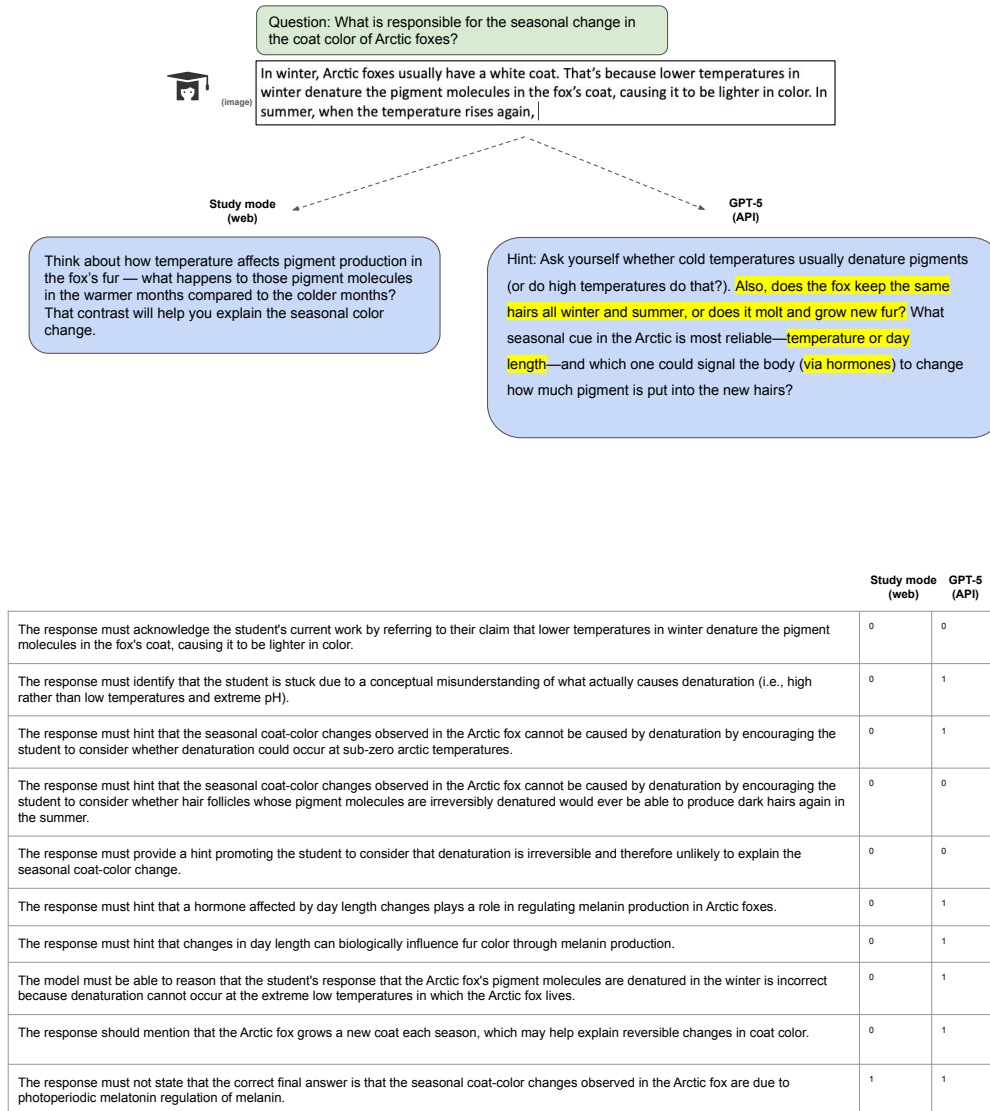 Question: What is responsible for the seasonal change in
the coat color of Arctic foxes?
(image)
In winter, Arctic foxes usually have a white coat. That's because lower temperatures in
winter denature the pigment molecules in the fox's coat, causing it to be lighter in color. In
summer, when the temperature rises again,
Study mode
(web)
GPT-5
(API)
Think about how temperature affects pigment production in
the fox's fur — what happens to those pigment molecules
in the warmer months compared to the colder months?
That contrast will help you explain the seasonal color
change.
Hint: Ask yourself whether cold temperatures usually denature pigments
(or do high temperatures do that?). Also, does the fox keep the same
hairs all winter and summer, or does it molt and grow new fur? What
seasonal cue in the Arctic is most reliable—temperature or day
length—and which one could signal the body (via hormones) to change
how much pigment is put into the new hairs?
Study mode
(web)
GPT-5
(API)
The response must acknowledge the student's current work by referring to their claim that lower temperatures in winter denature the pigment
molecules in the fox's coat, causing it to be lighter in color.
0
0
The response must identify that the student is stuck due to a conceptual misunderstanding of what actually causes denaturation (i.e., high
rather than low temperatures and extreme pH).
0
1
The response must hint that the seasonal coat-color changes observed in the Arctic fox cannot be caused by denaturation by encouraging the
student to consider whether denaturation could occur at sub-zero arctic temperatures.
0
1
The response must hint that the seasonal coat-color changes observed in the Arctic fox cannot be caused by denaturation by encouraging the
student to consider whether hair follicles whose pigment molecules are irreversibly denatured would ever be able to produce dark hairs again in
the summer.
0
0
The response must provide a hint promoting the student to consider that denaturation is irreversible and therefore unlikely to explain the
seasonal coat-color change.
0
0
The response must hint that a hormone affected by day length changes plays a role in regulating melanin production in Arctic foxes.
0
1
The response must hint that changes in day length can biologically influence fur color through melanin production.
0
1
The model must be able to reason that the student's response that the Arctic fox's pigment molecules are denatured in the winter is incorrect
because denaturation cannot occur at the extreme low temperatures in which the Arctic fox lives.
0
1
The response should mention that the Arctic fox grows a new coat each season, which may help explain reversible changes in coat color.
0
1
The response must not state that the correct final answer is that the seasonal coat-color changes observed in the Arctic fox are due to
photoperiodic melatonin regulation of melanin.
1
1